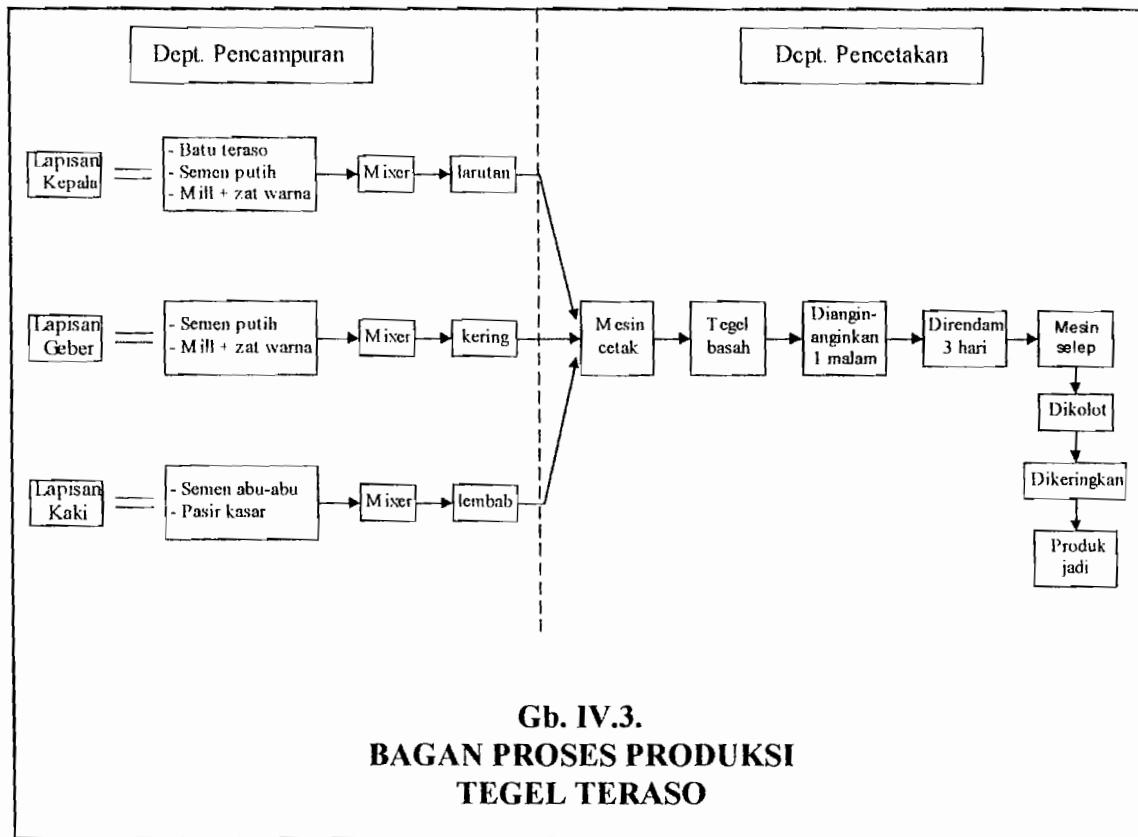 Dept. Pencampuran
Dept. Pencetakan
Lapisan
Kepala
- Batu teraso
- Semen putih
- Mill + zat warna
Mixer
larutan
Lapisan
Geber
- Semen putih
- Mill + zat warna
Mixer
kering
Mesin
cetak
Tegel
basah
Diangin-
anginkan
1 malam
Direndam
3 hari
Mesin
selep
Dikolot
Dikeringkan
Produk
jadi
Lapisan
Kaki
- Semen abu-abu
- Pasir kasar
Mixer
lembab
Gb. IV.3.
BAGAN PROSES PRODUKSI
TEGEL TERASO